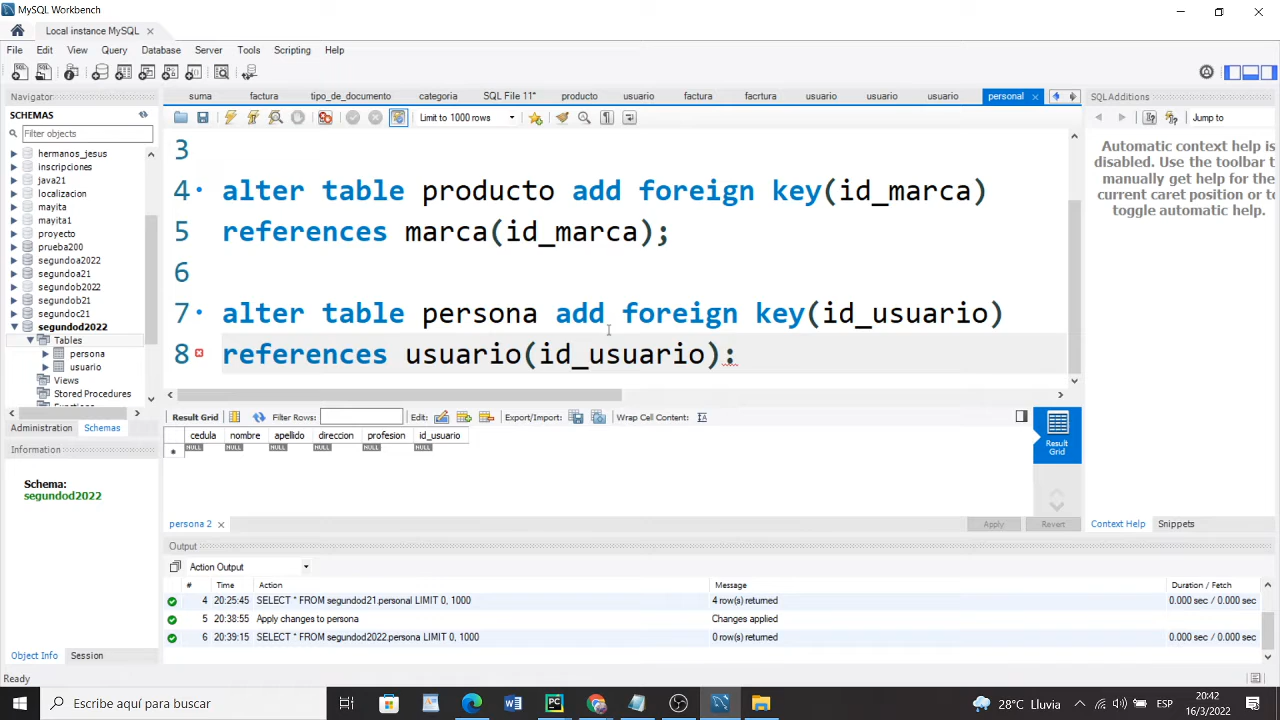 MySQL Workbench
Local instance MySQL
File Edit View Query Database Server Tools Scripting Help
Navigator
SCHEMAS
Filter objects
hermanos_jesus
inscripciones
java21
localizacion
mayita
mayita1
proyecto
prueba200
segundoa2022
segundoa21
segundob2022
segundob21
segundoc21
segundod2022
Tables
persona
usuario
Views
Stored Procedures
Administration Schemas
Information
Schema:
segundod2022
Object Info Session
Ready
suma factura tipo_de_documento categoria SQL File 11* producto usuario factura facrtura usuario usuario usuario personal
Limit to 1000 rows
3
4 alter table producto add foreign key(id_marca)
5 references marca(id_marca);
6
7 alter table persona add foreign key(id_usuario)
8 references usuario(id_usuario):
Result Grid Filter Rows: Edit: Export/Import: Wrap Cell Content:
cedula nombre apellido direccion profesion id_usuario
NULL NULL NULL NULL NULL NULL
Result
Grid
persona 2
Apply Revert
Output
Action Output
# Time Action Message Duration / Fetch
4 20:25:45 SELECT * FROM segundod21.personal LIMIT 0, 1000 4 row(s) returned 0.000 sec / 0.000 sec
5 20:38:55 Apply changes to persona Changes applied
6 20:39:15 SELECT * FROM segundod2022.persona LIMIT 0, 1000 0 row(s) returned 0.000 sec / 0.000 sec
SQLAdditions
Jump to
Automatic context help is
disabled. Use the toolbar t
manually get help for the
current caret position or to
toggle automatic help.
Context Help Snippets
Escribe aquí para buscar
28°C Lluvia
ESP
20:42
16/3/2022